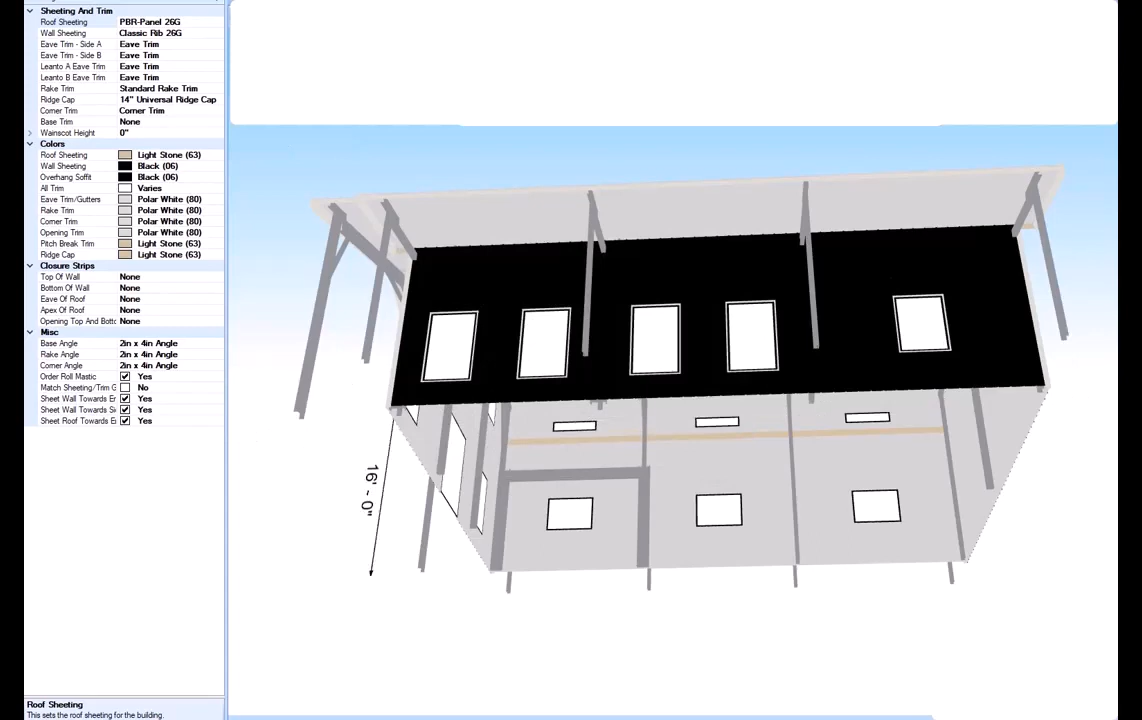 Sheeting And Trim
Roof Sheeting PBR-Panel 26G
Wall Sheeting Classic Rib 26G
Eave Trim - Side A Eave Trim
Eave Trim - Side B Eave Trim
Leanto A Eave Trim Eave Trim
Leanto B Eave Trim Eave Trim
Rake Trim Standard Rake Trim
Ridge Cap 14" Universal Ridge Cap
Corner Trim Corner Trim
Base Trim None
Wainscot Height 0"
Colors
Roof Sheeting Light Stone (63)
Wall Sheeting Black (06)
Overhang Soffit Black (06)
All Trim Varies
Eave Trim/Gutters Polar White (80)
Rake Trim Polar White (80)
Corner Trim Polar White (80)
Opening Trim Polar White (80)
Pitch Break Trim Light Stone (63)
Ridge Cap Light Stone (63)
Closure Strips
Top Of Wall None
Bottom Of Wall None
Eave Of Roof None
Apex Of Roof None
Opening Top And Botto None
Misc
Base Angle 2in x 4in Angle
Rake Angle 2in x 4in Angle
Corner Angle 2in x 4in Angle
Order Roll Mastic Yes
Match Sheeting/Trim G No
Sheet Wall Towards Er Yes
Sheet Wall Towards Si Yes
Sheet Roof Towards Er Yes
16' - 0"
Roof Sheeting
This sets the roof sheeting for the building.